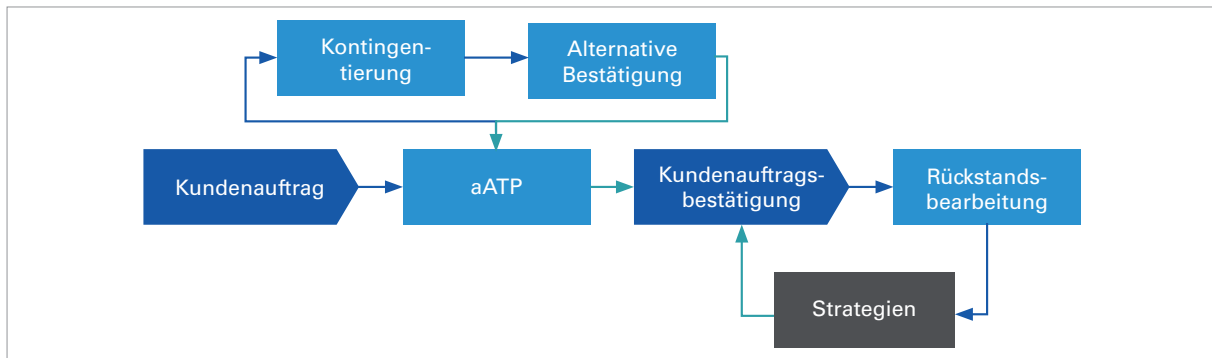 Kontingen-
tierung
Alternative
Bestätigung
Kundenauftrag
aATP
Kundenauftrags-
bestätigung
Rückstands-
bearbeitung
Strategien